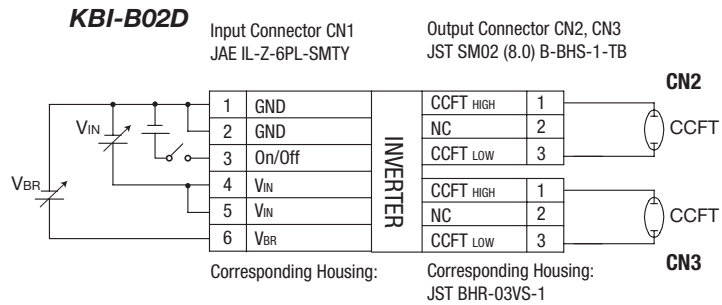 KBI-B02D
Input Connector CN1
JAE IL-Z-6PL-SMTY
Output Connector CN2, CN3
JST SM02 (8.0) B-BHS-1-TB
VIN
VBR
1 GND
2 GND
3 On/Off
4 VIN
5 VIN
6 VBR
INVERTER
CCFT HIGH 1
NC 2
CCFT LOW 3
CN2
CCFT
CCFT HIGH 1
NC 2
CCFT LOW 3
CCFT
CN3
Corresponding Housing:
Corresponding Housing:
JST BHR-03VS-1